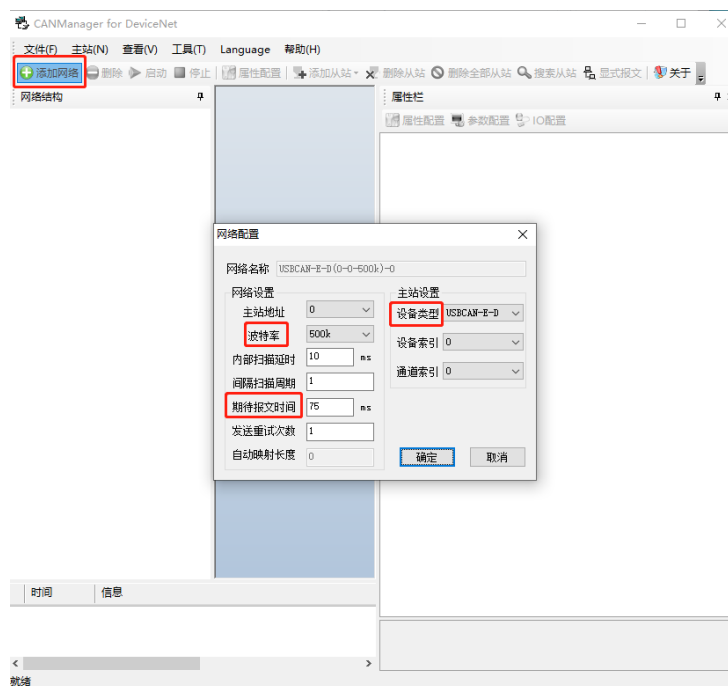 CANManager for DeviceNet
文件(F) 主站(N) 查看(V) 工具(T) Language 帮助(H)
添加网络 删除 启动 停止 属性配置 添加从站 删除从站 删除全部从站 搜索从站 显式报文 关于
网络结构
属性栏
属性配置 参数配置 IO配置
网络配置
网络名称 USBCAN-E-D(0-0-500k)-0
网络设置
主站地址 0
波特率 500k
内部扫描延时 10 ms
间隔扫描周期 1
期待报文时间 75 ms
发送重试次数 1
自动映射长度 0
主站设置
设备类型 USBCAN-E-D
设备索引 0
通道索引 0
确定 取消
时间 信息
就绪